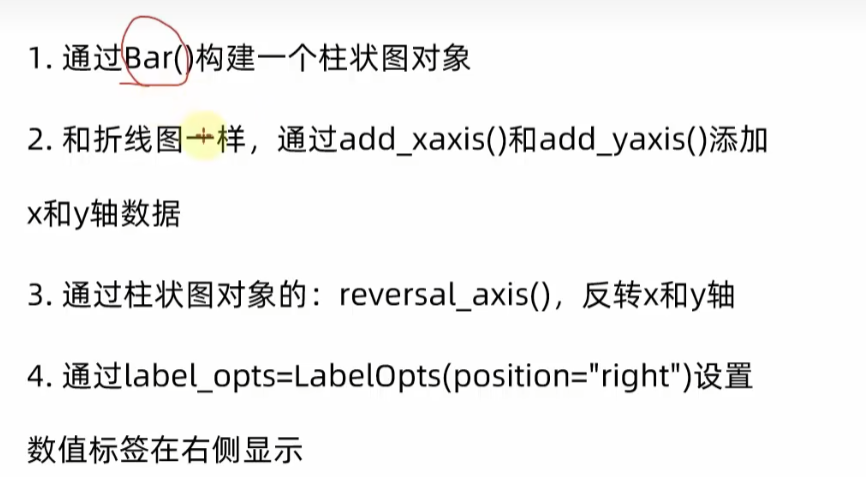 1. 通过Bar()构建一个柱状图对象
2. 和折线图一样，通过add_xaxis()和add_yaxis()添加
x和y轴数据
3. 通过柱状图对象的：reversal_axis()，反转x和y轴
4. 通过label_opts=LabelOpts(position="right")设置
数值标签在右侧显示